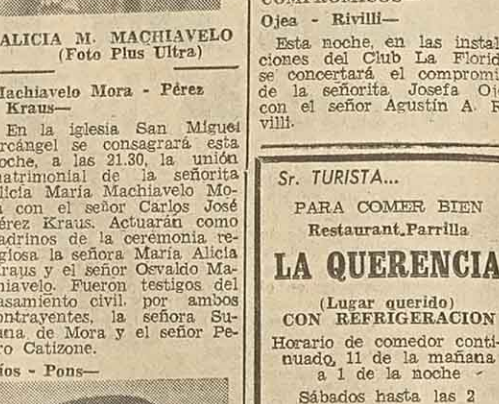 ALICIA M. MACHIAVELO
(Foto Plus Ultra)
Machiavelo Mora - Pérez
Kraus—
En la iglesia San Miguel
Arcángel se consagrará esta
noche, a las 21.30, la unión
matrimonial de la señorita
Alicia María Machiavelo Mo-
ra con el señor Carlos José
Pérez Kraus. Actuarán como
padrinos de la ceremonia re-
ligiosa la señora María Alicia
Kraus y el señor Osvaldo Ma-
chiavelo. Fueron testigos del
casamiento civil, por ambos
contrayentes, la señora Su-
sana de Mora y el señor Pe-
dro Catizone.
íos - Pons—
COMPROMISOS
Ojea - Rivilli—
Esta noche, en las instal
ciones del Club La Florid
se concertará el compromi
de la señorita Josefa Oj
con el señor Agustín A. R
villi.
Sr. TURISTA...
PARA COMER BIEN
Restaurant.Parrilla
LA QUERENCIA
(Lugar querido)
CON REFRIGERACION
Horario de comedor conti-
nuado, 11 de la mañana
a 1 de la noche -
Sábados hasta las 2